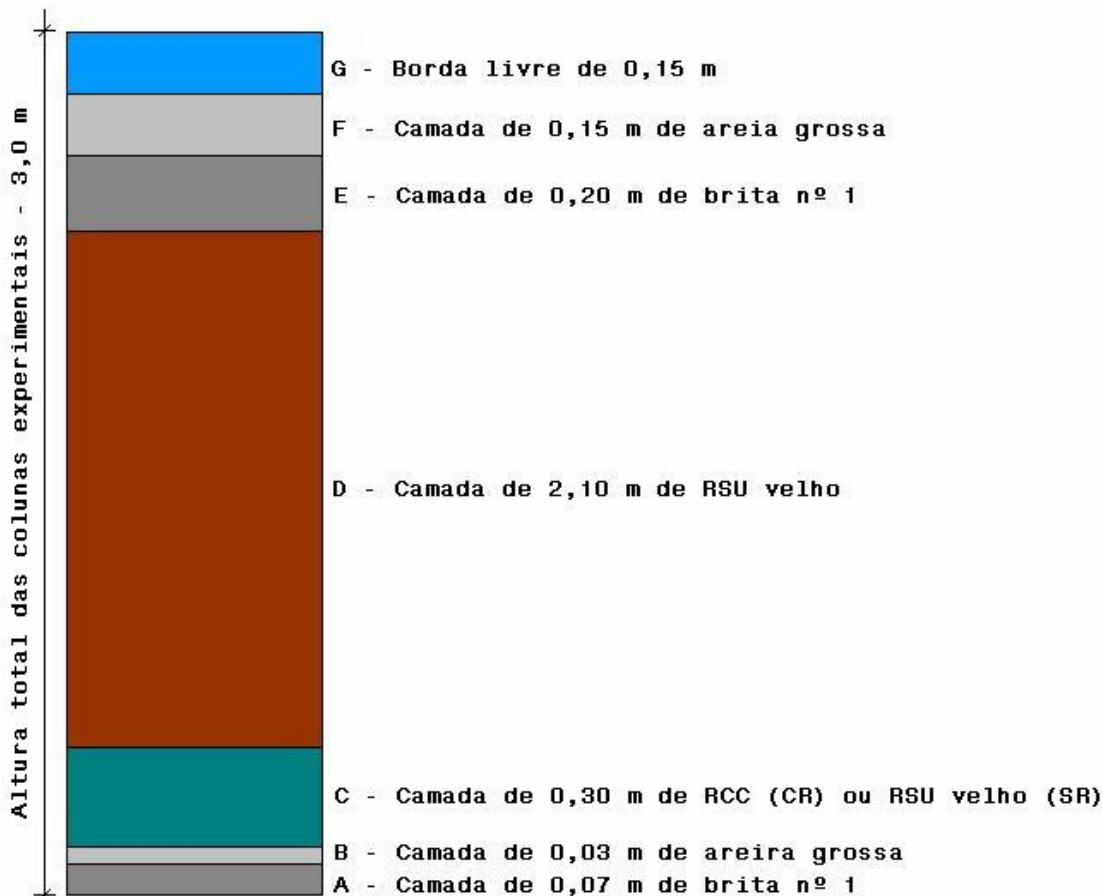 Altura total das colunas experimentais - 3,0 m
G - Borda livre de 0,15 m
F - Camada de 0,15 m de areia grossa
E - Camada de 0,20 m de brita nº 1
D - Camada de 2,10 m de RSU velho
C - Camada de 0,30 m de RCC (CR) ou RSU velho (SR)
B - Camada de 0,03 m de areira grossa
A - Camada de 0,07 m de brita nº 1